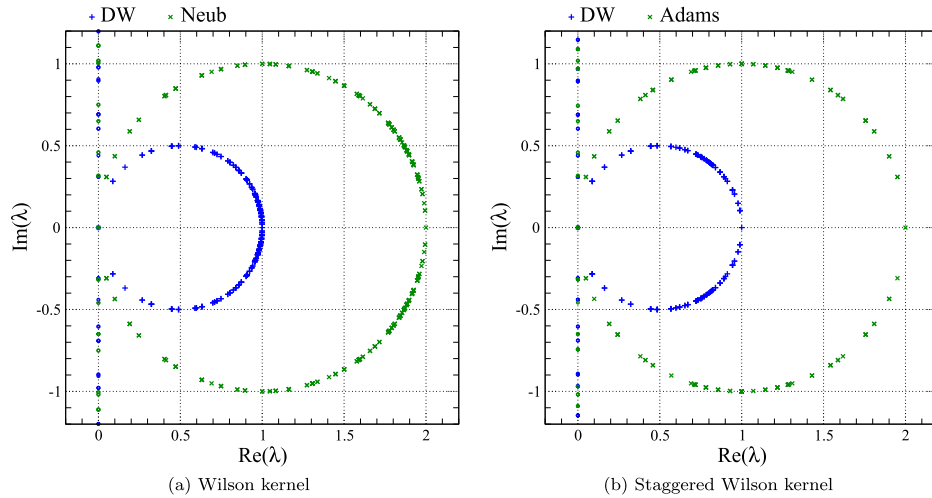 + DW × Neub
Im(λ)
1
0.5
0
-0.5
-1
0 0.5 1 1.5 2
Re(λ)
(a) Wilson kernel
+ DW × Adams
Im(λ)
1
0.5
0
-0.5
-1
0 0.5 1 1.5 2
Re(λ)
(b) Staggered Wilson kernel